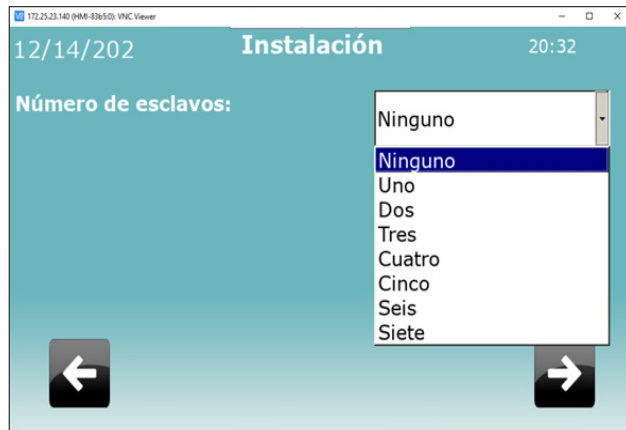 172.25.23.140 (HMI-83b5:0): VNC Viewer
12/14/202 Instalación 20:32
Número de esclavos: Ninguno
Ninguno
Uno
Dos
Tres
Cuatro
Cinco
Seis
Siete